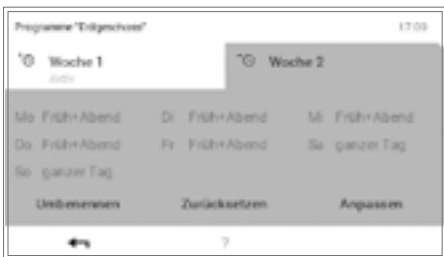 Programme "Erdgeschoss" 17:09
Woche 1 Woche 2
Aktiv
Mo Früh+Abend Di Früh+Abend Mi Früh+Abend
Do Früh+Abend Fr Früh+Abend Sa ganzer Tag
So ganzer Tag
Umbenennen Zurücksetzen Anpassen
?